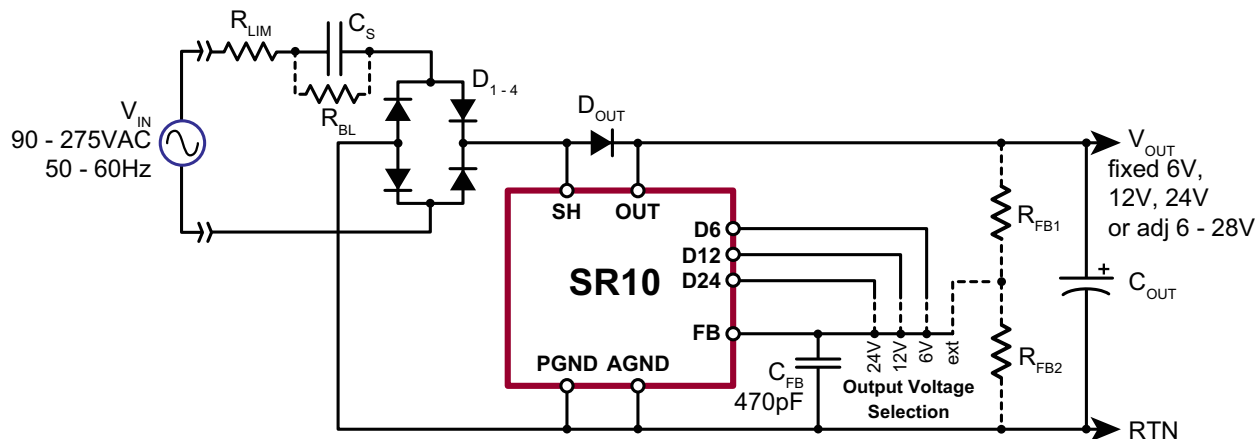 R_LIM
C_S
R_BL
D_1-4
V_IN
90 - 275VAC
50 - 60Hz
D_OUT
V_OUT
fixed 6V,
12V, 24V
or adj 6 - 28V
SH
OUT
D6
D12
D24
SR10
FB
PGND
AGND
C_FB
470pF
24V
12V
6V
ext
Output Voltage
Selection
R_FB1
R_FB2
+
C_OUT
RTN